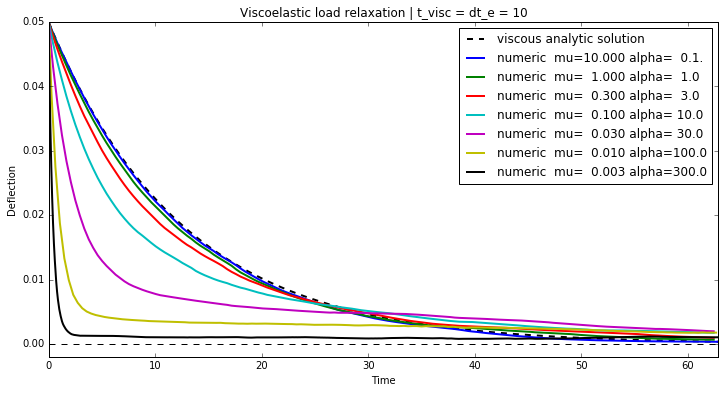 Viscoelastic load relaxation | t_visc = dt_e = 10
0.05
0.04
0.03
0.02
0.01
0.00
Deflection
viscous analytic solution
numeric mu=10.000 alpha= 0.1.
numeric mu= 1.000 alpha= 1.0
numeric mu= 0.300 alpha= 3.0
numeric mu= 0.100 alpha= 10.0
numeric mu= 0.030 alpha= 30.0
numeric mu= 0.010 alpha=100.0
numeric mu= 0.003 alpha=300.0
0 10 20 30 40 50 60
Time